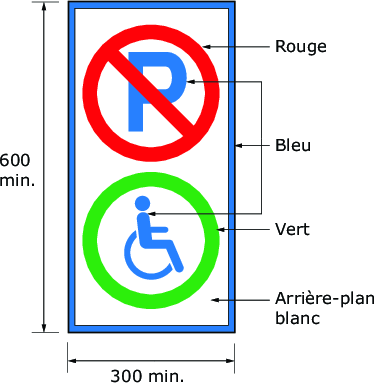 Rouge
P
600
min.
Bleu
Vert
Arrière-plan
blanc
300 min.